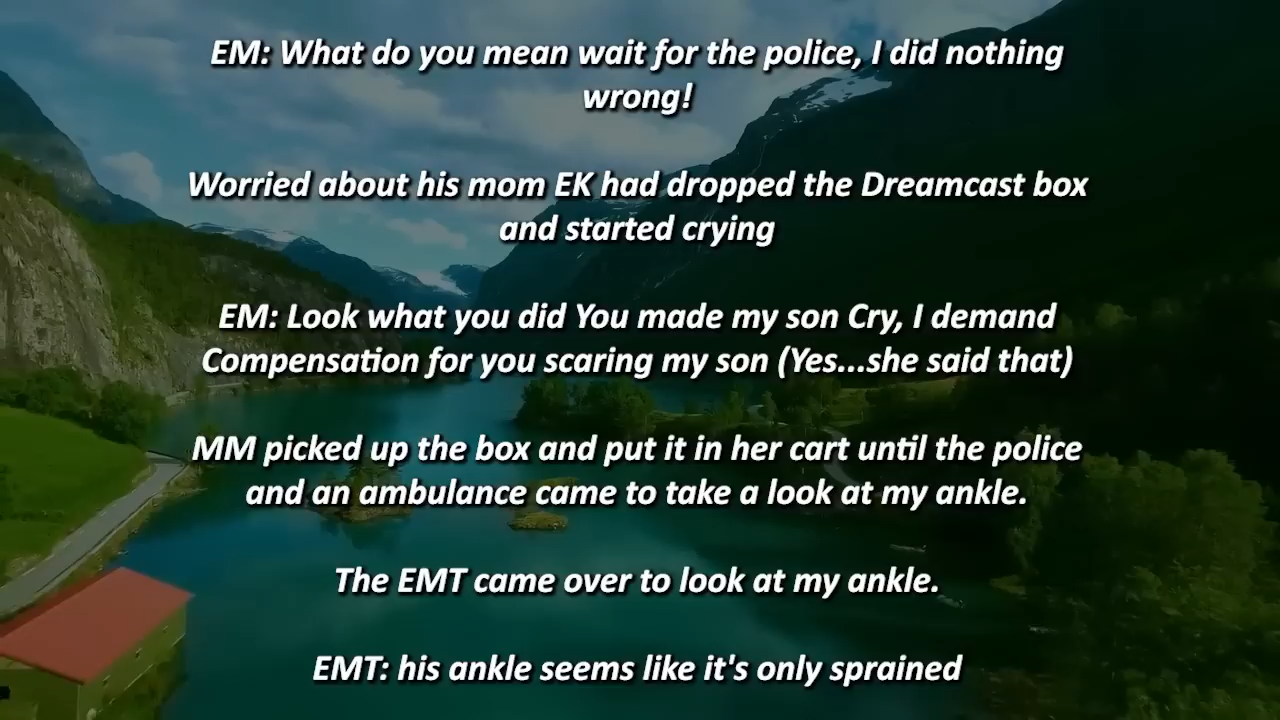 EM: What do you mean wait for the police, I did nothing
wrong!
Worried about his mom EK had dropped the Dreamcast box
and started crying
EM: Look what you did You made my son Cry, I demand
Compensation for you scaring my son (Yes...she said that)
MM picked up the box and put it in her cart until the police
and an ambulance came to take a look at my ankle.
The EMT came over to look at my ankle.
EMT: his ankle seems like it's only sprained